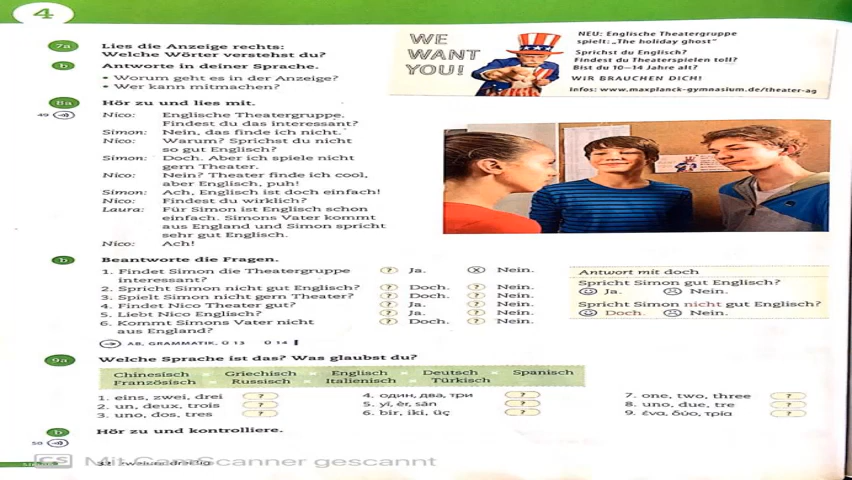 4
7a Lies die Anzeige rechts:
Welche Wörter verstehst du?
b Antworte in deiner Sprache.
• Worum geht es in der Anzeige?
• Wer kann mitmachen?
WE
WANT
YOU!
NEU: Englische Theatergruppe
spielt: „The holiday ghost"
Sprichst du Englisch?
Findest du Theaterspielen toll?
Bist du 10–14 Jahre alt?
WIR BRAUCHEN DICH!
Infos: www.maxplanck-gymnasium.de/theater-ag
8a Hör zu und lies mit.
49
Nico: Englische Theatergruppe.
Findest du das interessant?
Simon: Nein, das finde ich nicht.
Nico: Warum? Sprichst du nicht
so gut Englisch?
Simon: Doch. Aber ich spiele nicht
gern Theater.
Nico: Nein? Theater finde ich cool,
aber Englisch, puh!
Simon: Ach, Englisch ist doch einfach!
Nico: Findest du wirklich?
Laura: Für Simon ist Englisch schon
einfach. Simons Vater kommt
aus England und Simon spricht
sehr gut Englisch.
Nico: Ach!
b Beantworte die Fragen.
1. Findet Simon die Theatergruppe ? Ja. x Nein.
interessant?
2. Spricht Simon nicht gut Englisch? ? Doch. ? Nein.
3. Spielt Simon nicht gern Theater? ? Doch. ? Nein.
4. Findet Nico Theater gut? ? Ja. ? Nein.
5. Liebt Nico Englisch? ? Ja. ? Nein.
6. Kommt Simons Vater nicht ? Doch. ? Nein.
aus England?
Antwort mit doch
Spricht Simon gut Englisch?
Ja. Nein.
Spricht Simon nicht gut Englisch?
Doch. Nein.
AB, GRAMMATIK, Ü 13 Ü 14
9a Welche Sprache ist das? Was glaubst du?
Chinesisch Griechisch Englisch Deutsch Spanisch
Französisch Russisch Italienisch Türkisch
1. eins, zwei, drei ?
2. un, deux, trois ?
3. uno, dos, tres ?
4. один, два, три ?
5. yī, èr, sān ?
6. bir, iki, üç ?
7. one, two, three ?
8. uno, due, tre ?
9. ένα, δύο, τρία ?
b Hör zu und kontrolliere.
50
32 zweiunddreißig
CS Mit CamScanner gescannt